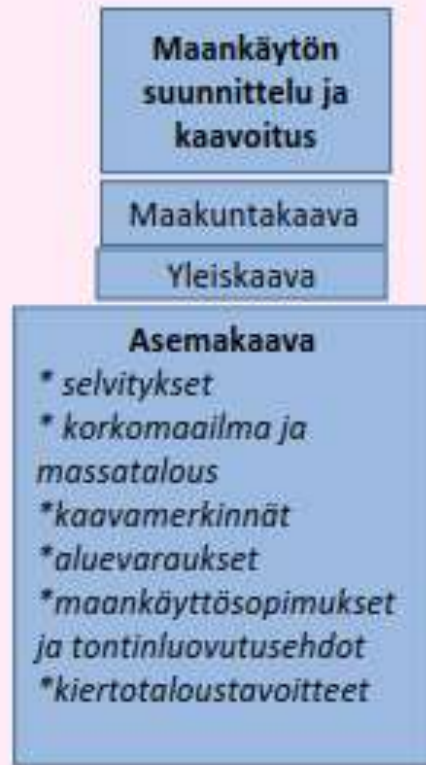 Maankäytön
suunnittelu ja
kaavoitus
Maakuntakaava
Yleiskaava
Asemakaava
* selvitykset
* korkomaailma ja
massatalous
*kaavamerkinnät
*aluevaraukset
*maankäyttösopimukset
ja tontinluovutusehdot
*kiertotaloustavoitteet